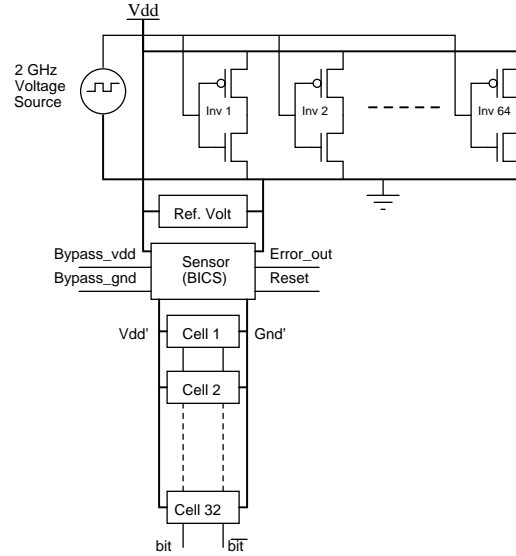 Vdd
2 GHz
Voltage
Source
Inv 1
Inv 2
Inv 64
Ref. Volt
Bypass_vdd
Sensor
(BICS)
Error_out
Bypass_gnd
Reset
Vdd'
Cell 1
Gnd'
Cell 2
Cell 32
bit
bit